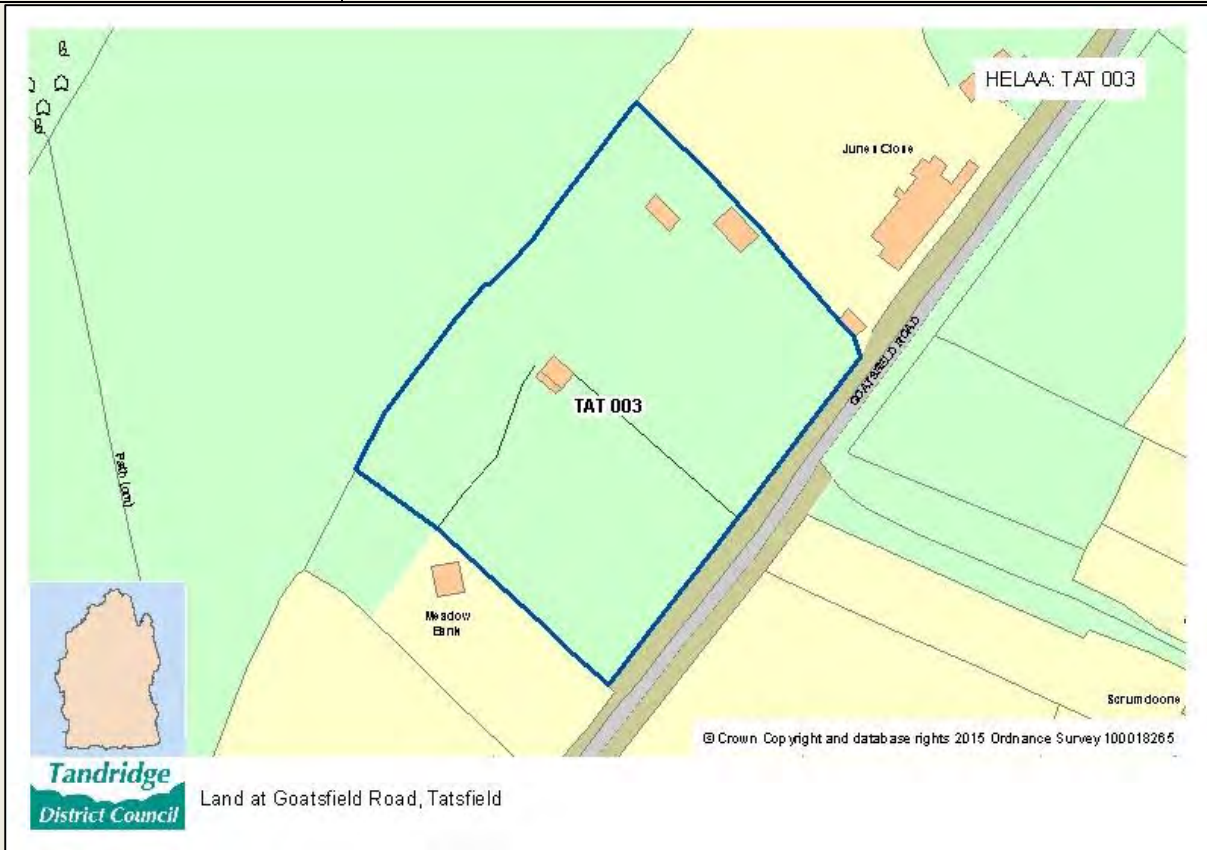 HELAA: TAT 003
Junes Close
GOATSFIELD ROAD
TAT 003
Path (um)
Meadow
Bank
Scrumdoone
© Crown Copyright and database rights 2015 Ordnance Survey 100018265
Tandridge
District Council
Land at Goatsfield Road, Tatsfield